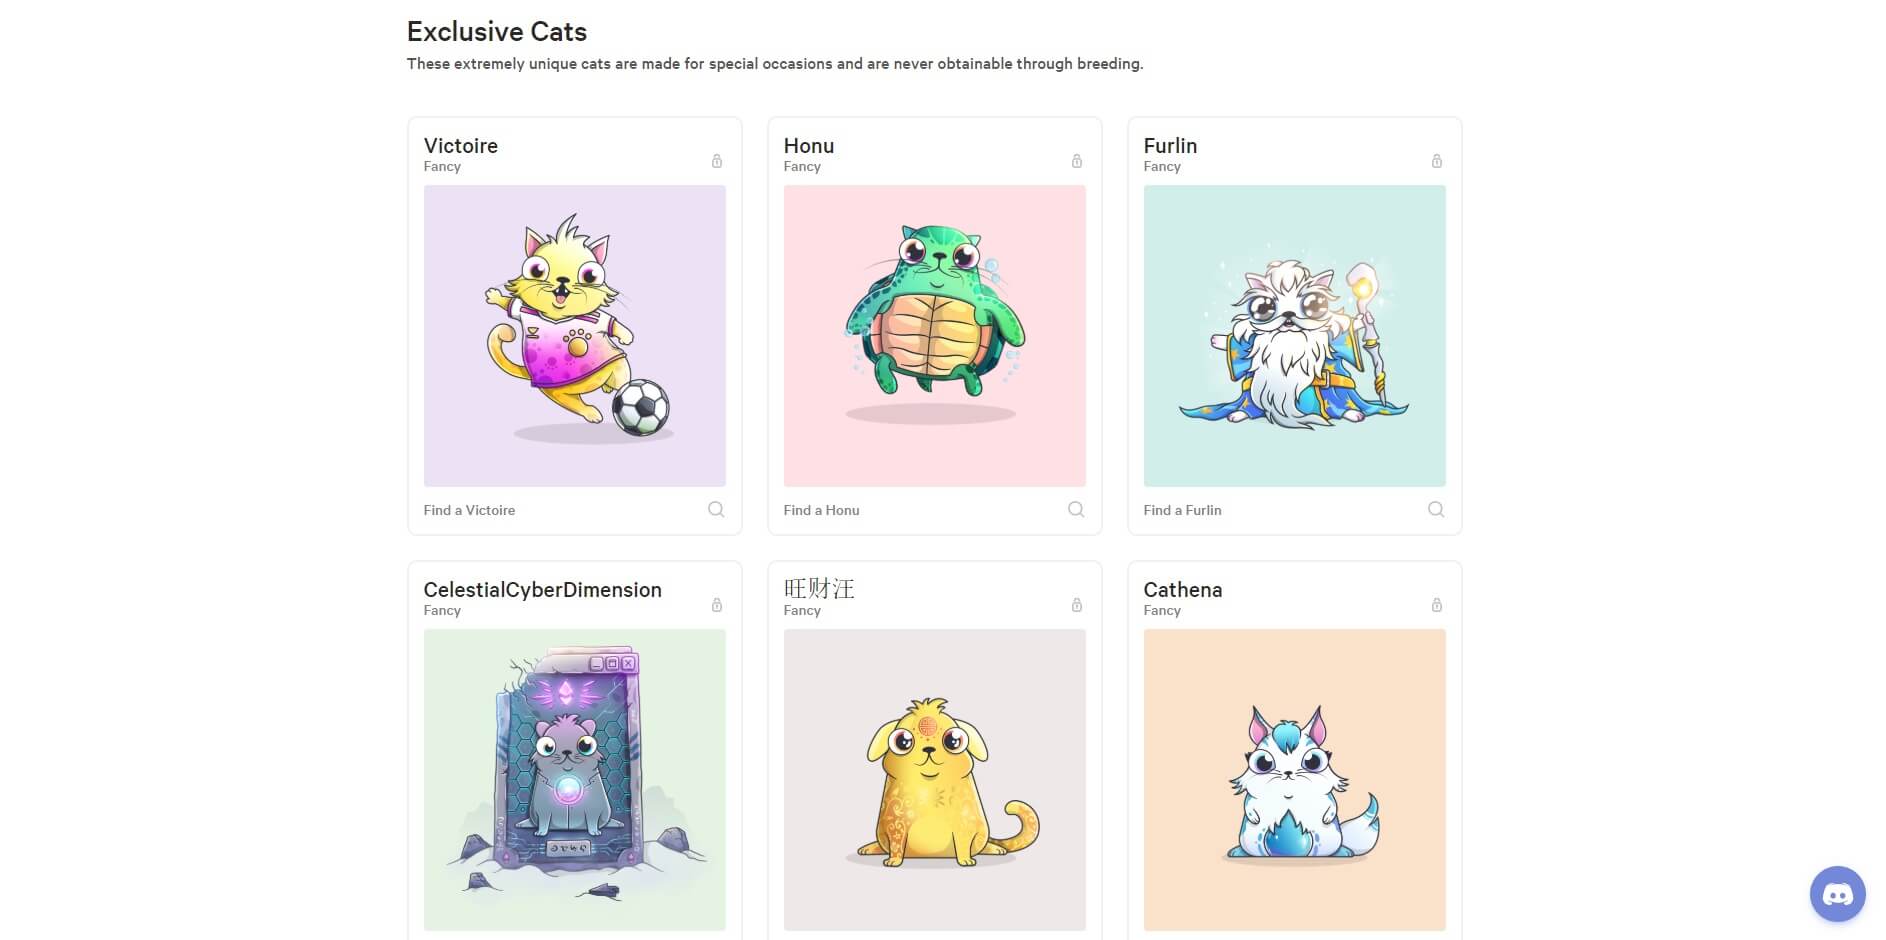 Exclusive Cats
These extremely unique cats are made for special occasions and are never obtainable through breeding.
Victoire
Fancy
Find a Victoire
Honu
Fancy
Find a Honu
Furlin
Fancy
Find a Furlin
CelestialCyberDimension
Fancy
旺财汪
Fancy
Cathena
Fancy